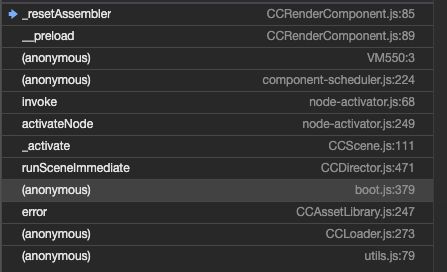 _resetAssembler CCRenderComponent.js:85
__preload CCRenderComponent.js:89
(anonymous) VM550:3
(anonymous) component-scheduler.js:224
invoke node-activator.js:68
activateNode node-activator.js:249
_activate CCScene.js:111
runSceneImmediate CCDirector.js:471
(anonymous) boot.js:379
error CCAssetLibrary.js:247
(anonymous) CCLoader.js:273
(anonymous) utils.js:79